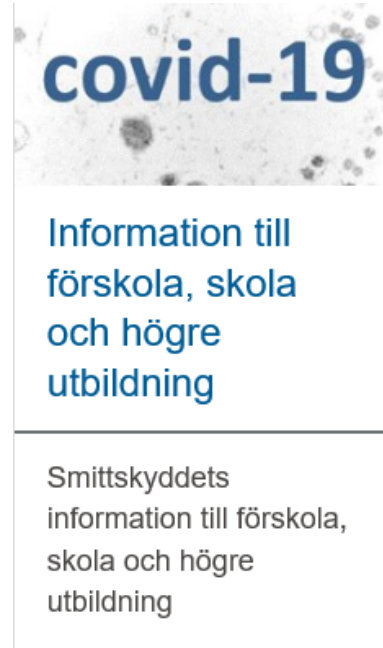 covid-19
Information till
förskola, skola
och högre
utbildning
Smittskyddets
information till förskola,
skola och högre
utbildning